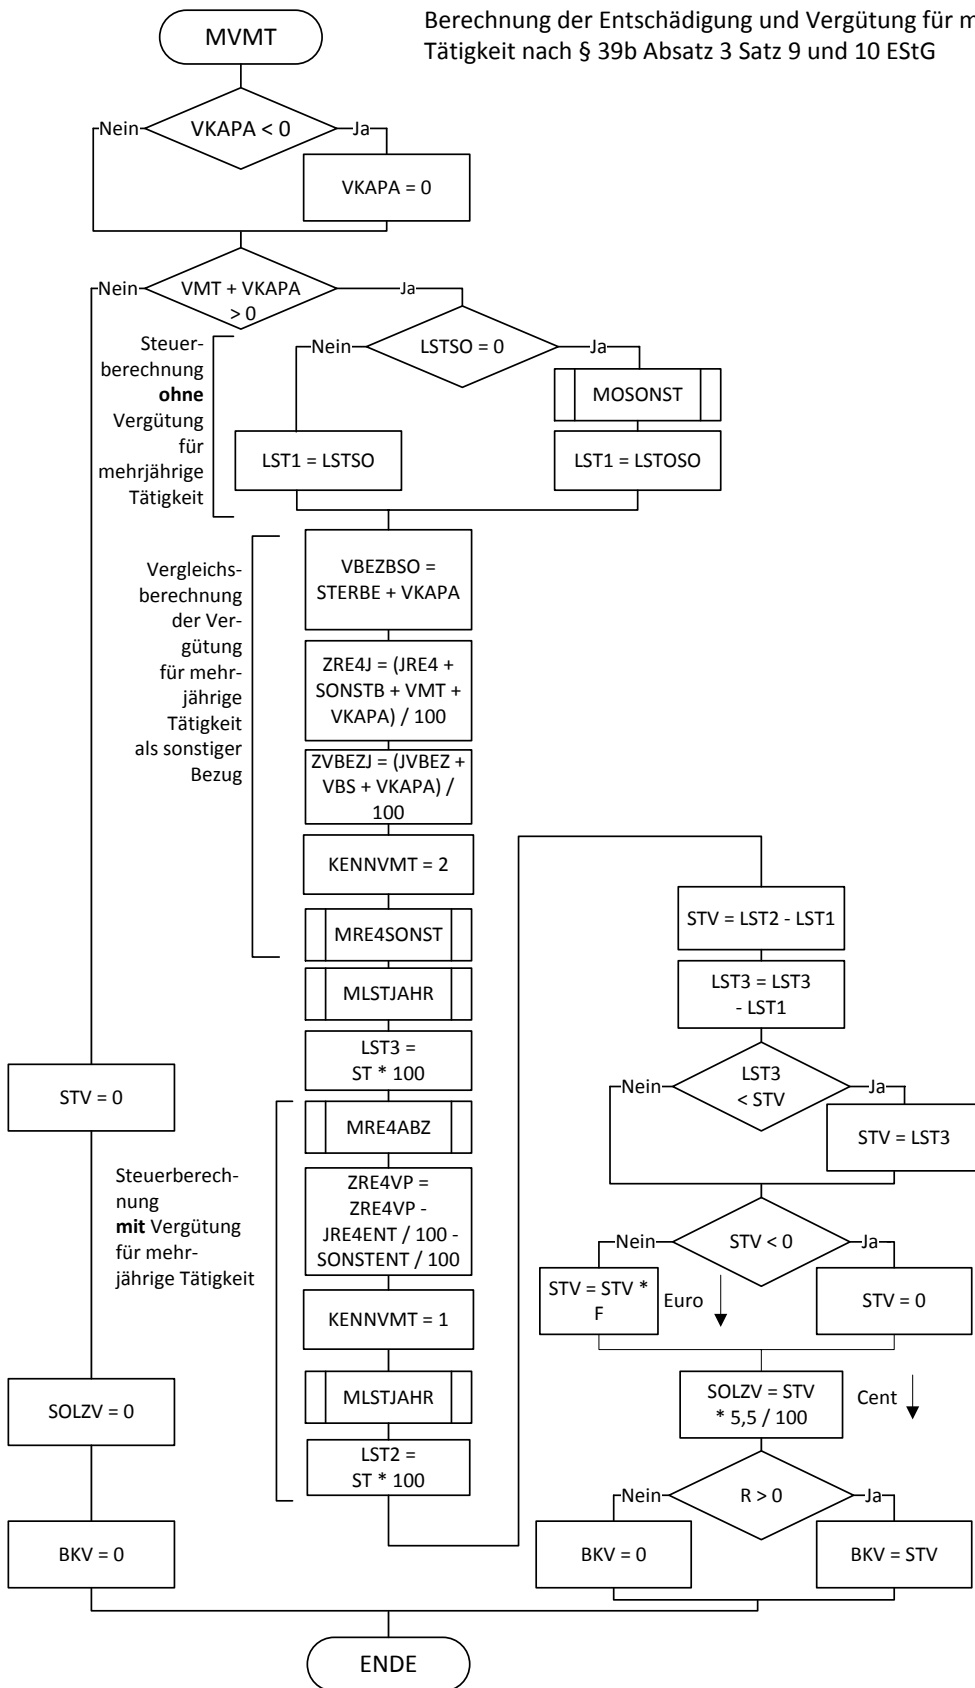 Berechnung der Entschädigung und Vergütung für m
Tätigkeit nach § 39b Absatz 3 Satz 9 und 10 EStG
MVMT
Nein
VKAPA < 0
Ja
VKAPA = 0
Nein
VMT + VKAPA
> 0
Ja
Steuer-
berechnung
ohne
Vergütung
für
mehrjährige
Tätigkeit
Nein
LSTSO = 0
Ja
MOSONST
LST1 = LSTSO
LST1 = LSTOSO
Vergleichs-
berechnung
der Ver-
gütung
für mehr-
jährige
Tätigkeit
als sonstiger
Bezug
VBEZBSO =
STERBE + VKAPA
ZRE4J = (JRE4 +
SONSTB + VMT +
VKAPA) / 100
ZVBEZJ = (JVBEZ +
VBS + VKAPA) /
100
KENNVMT = 2
MRE4SONST
MLSTJAHR
LST3 =
ST * 100
STV = 0
Steuerberech-
nung
mit Vergütung
für mehr-
jährige Tätigkeit
MRE4ABZ
ZRE4VP =
ZRE4VP -
JRE4ENT / 100 -
SONSTENT / 100
KENNVMT = 1
MLSTJAHR
LST2 =
ST * 100
SOLZV = 0
BKV = 0
STV = LST2 - LST1
LST3 = LST3
- LST1
Nein
LST3
< STV
Ja
STV = LST3
Nein
STV < 0
Ja
STV = STV *
F
Euro
STV = 0
SOLZV = STV
* 5,5 / 100
Cent
Nein
R > 0
Ja
BKV = 0
BKV = STV
ENDE